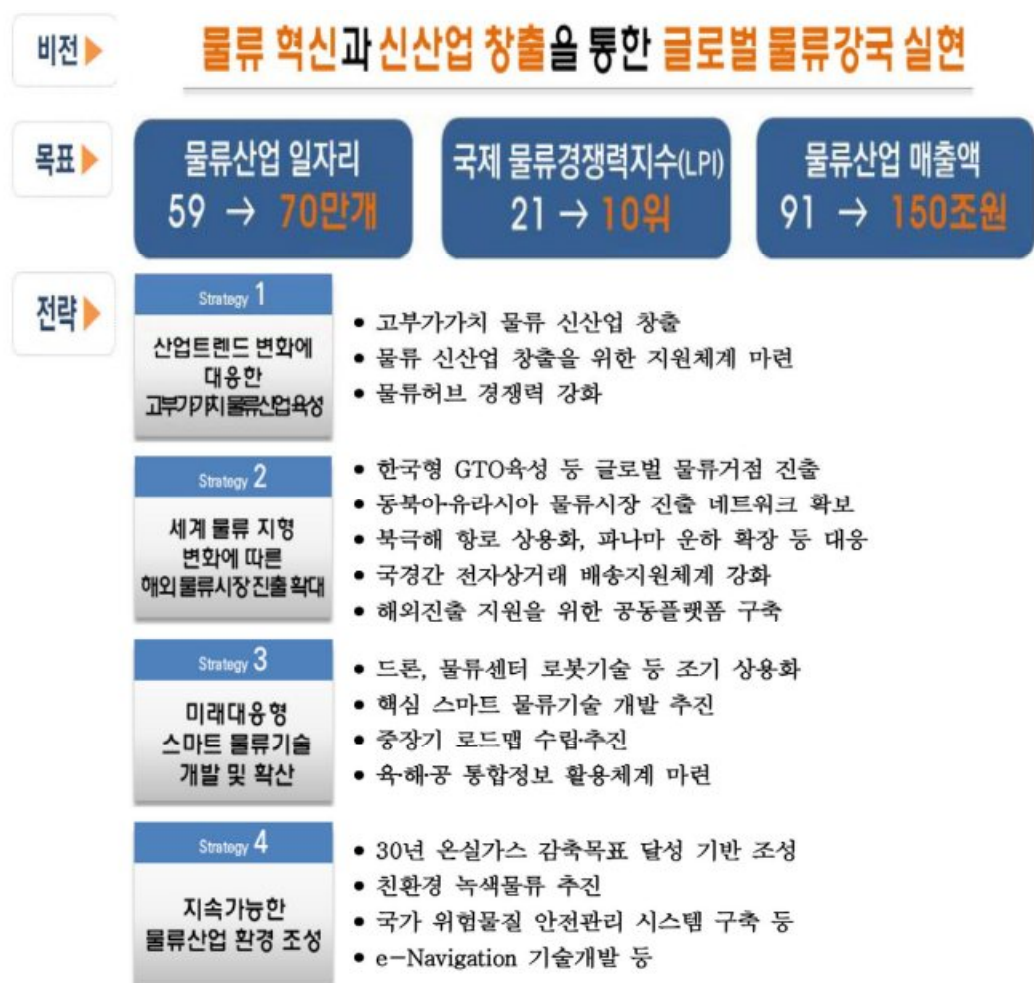 비전
물류 혁신과 신산업 창출을 통한 글로벌 물류강국 실현
목표
물류산업 일자리
59 → 70만개
국제 물류경쟁력지수(LPI)
21 → 10위
물류산업 매출액
91 → 150조원
전략
Strategy 1
산업트렌드 변화에
대응한
고부가가치 물류산업 육성
• 고부가가치 물류 신산업 창출
• 물류 신산업 창출을 위한 지원체계 마련
• 물류허브 경쟁력 강화
Strategy 2
세계 물류 지형
변화에 따른
해외 물류시장 진출 확대
• 한국형 GTO육성 등 글로벌 물류거점 진출
• 동북아·유라시아 물류시장 진출 네트워크 확보
• 북극해 항로 상용화, 파나마 운하 확장 등 대응
• 국경간 전자상거래 배송지원체계 강화
• 해외진출 지원을 위한 공동플랫폼 구축
Strategy 3
미래대응형
스마트 물류기술
개발 및 확산
• 드론, 물류센터 로봇기술 등 조기 상용화
• 핵심 스마트 물류기술 개발 추진
• 중장기 로드맵 수립·추진
• 육·해·공 통합정보 활용체계 마련
Strategy 4
지속가능한
물류산업 환경 조성
• 30년 온실가스 감축목표 달성 기반 조성
• 친환경 녹색물류 추진
• 국가 위험물질 안전관리 시스템 구축 등
• e-Navigation 기술개발 등